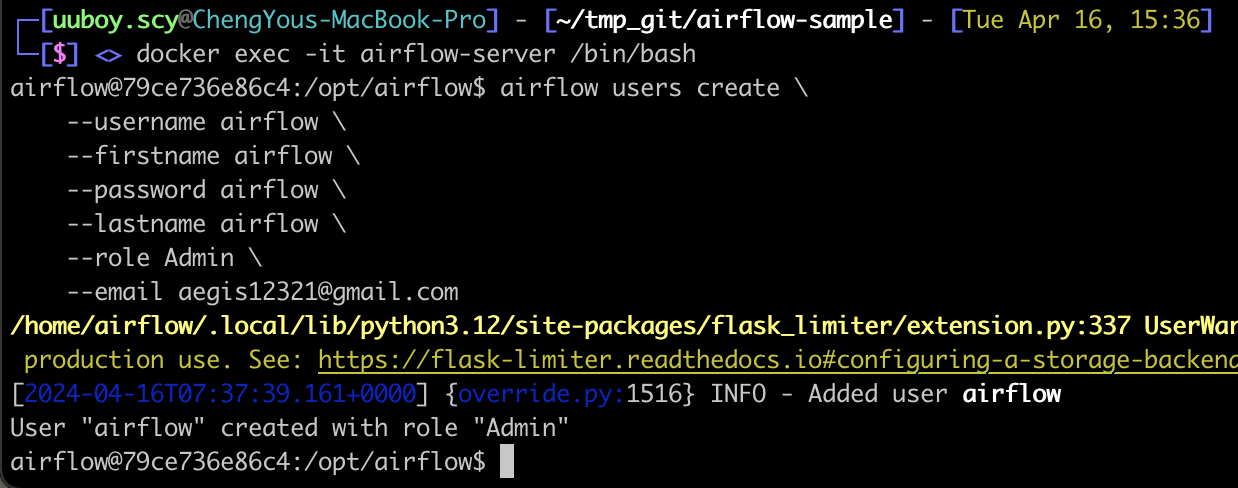 [uuboy.scy@ChengYous-MacBook-Pro] - [~/tmp_git/airflow-sample] - [Tue Apr 16, 15:36]
[$] <> docker exec -it airflow-server /bin/bash
airflow@79ce736e86c4:/opt/airflow$ airflow users create \
--username airflow \
--firstname airflow \
--password airflow \
--lastname airflow \
--role Admin \
--email aegis12321@gmail.com
/home/airflow/.local/lib/python3.12/site-packages/flask_limiter/extension.py:337 UserWar
production use. See: https://flask-limiter.readthedocs.io#configuring-a-storage-backend
[2024-04-16T07:37:39.161+0000] {override.py:1516} INFO - Added user airflow
User "airflow" created with role "Admin"
airflow@79ce736e86c4:/opt/airflow$